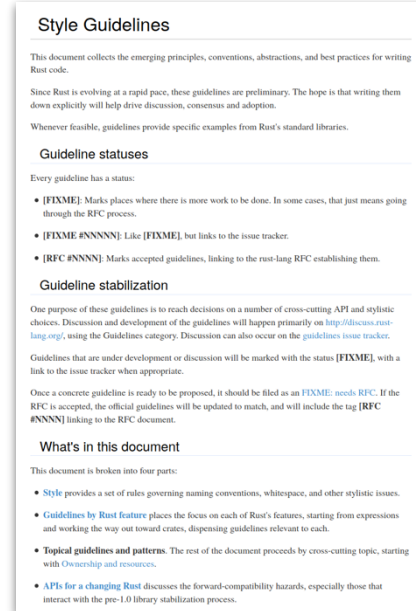 Style Guidelines
This document collects the emerging principles, conventions, abstractions, and best practices for writing
Rust code.
Since Rust is evolving at a rapid pace, these guidelines are preliminary. The hope is that writing them
down explicitly will help drive discussion, consensus and adoption.
Whenever feasible, guidelines provide specific examples from Rust's standard libraries.
Guideline statuses
Every guideline has a status:
• [FIXME]: Marks places where there is more work to be done. In some cases, that just means going
through the RFC process.
• [FIXME #NNNNN]: Like [FIXME], but links to the issue tracker.
• [RFC #NNNN]: Marks accepted guidelines, linking to the rust-lang RFC establishing them.
Guideline stabilization
One purpose of these guidelines is to reach decisions on a number of cross-cutting API and stylistic
choices. Discussion and development of the guidelines will happen primarily on http://discuss.rust-
lang.org/, using the Guidelines category. Discussion can also occur on the guidelines issue tracker.
Guidelines that are under development or discussion will be marked with the status [FIXME], with a
link to the issue tracker when appropriate.
Once a concrete guideline is ready to be proposed, it should be filed as an FIXME: needs RFC. If the
RFC is accepted, the official guidelines will be updated to match, and will include the tag [RFC
#NNNN] linking to the RFC document.
What's in this document
This document is broken into four parts:
• Style provides a set of rules governing naming conventions, whitespace, and other stylistic issues.
• Guidelines by Rust feature places the focus on each of Rust's features, starting from expressions
and working the way out toward crates, dispensing guidelines relevant to each.
• Topical guidelines and patterns. The rest of the document proceeds by cross-cutting topic, starting
with Ownership and resources.
• APIs for a changing Rust discusses the forward-compatibility hazards, especially those that
interact with the pre-1.0 library stabilization process.